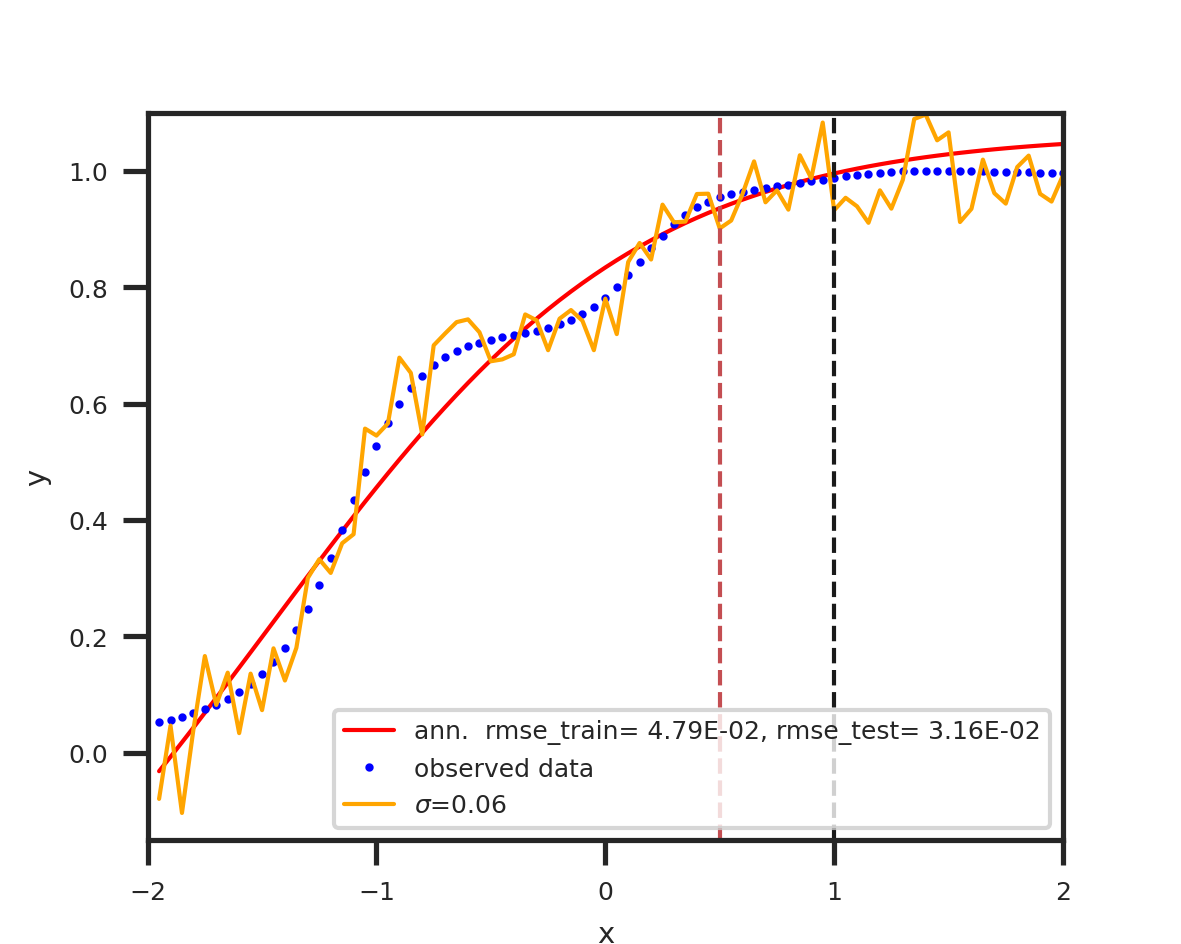 1.0
0.8
0.6
0.4
0.2
0.0
y
ann.  rmse_train= 4.79E-02, rmse_test= 3.16E-02
observed data
σ=0.06
−2 −1 0 1 2
x